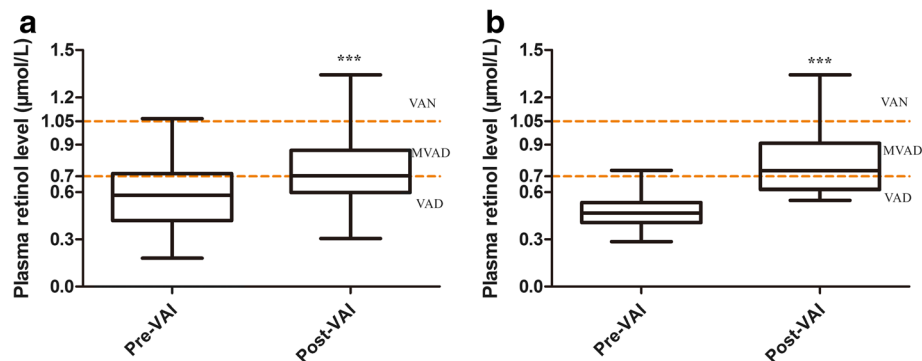 a
Plasma retinol level (μmol/L)
1.5
1.2
1.05
0.9
0.7
0.6
0.3
0.0
***
VAN
MVAD
VAD
Pre-VAI
Post-VAI
b
Plasma retinol level (μmol/L)
1.5
1.2
1.05
0.9
0.7
0.6
0.3
0.0
***
VAN
MVAD
VAD
Pre-VAI
Post-VAI